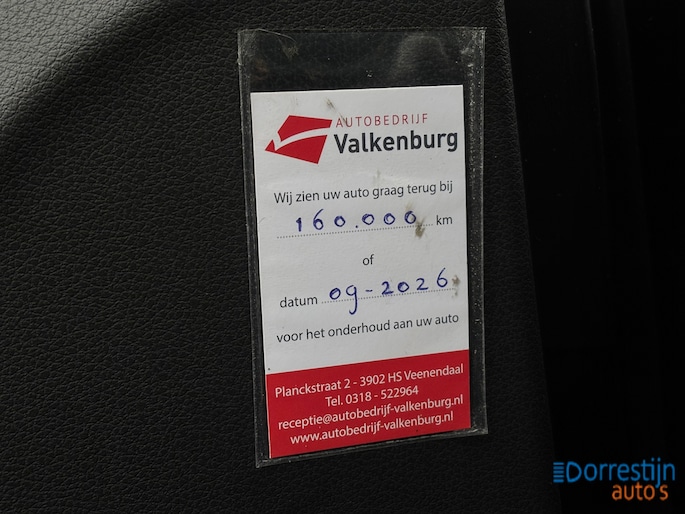 AUTOBEDRIJF
Valkenburg
Wij zien uw auto graag terug bij
160.000 km
of
datum 09-2026
voor het onderhoud aan uw auto
Planckstraat 2 - 3902 HS Veenendaal
Tel. 0318 - 522964
receptie@autobedrijf-valkenburg.nl
www.autobedrijf-valkenburg.nl
Dorrestijn
auto's